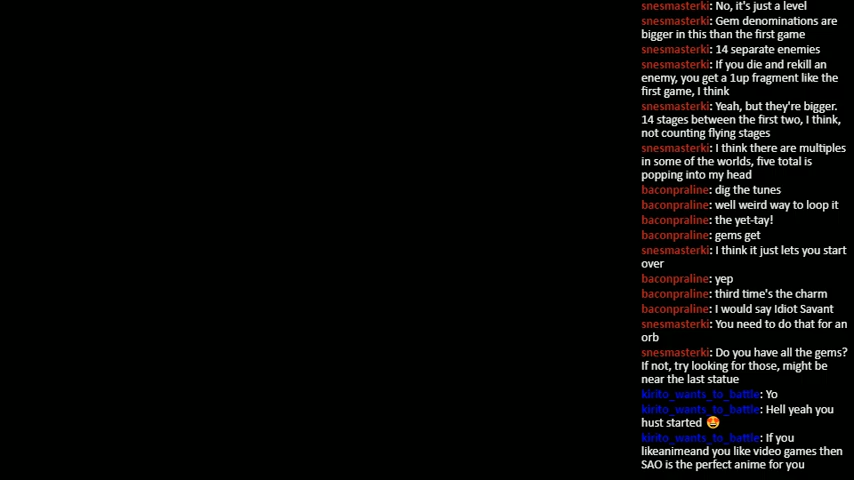 snesmasterki: No, it's just a level
snesmasterki: Gem denominations are
bigger in this than the first game
snesmasterki: 14 separate enemies
snesmasterki: If you die and rekill an
enemy, you get a 1up fragment like the
first game, I think
snesmasterki: Yeah, but they're bigger.
14 stages between the first two, I think,
not counting flying stages
snesmasterki: I think there are multiples
in some of the worlds, five total is
popping into my head
baconpraline: dig the tunes
baconpraline: well weird way to loop it
baconpraline: the yet-tay!
baconpraline: gems get
snesmasterki: I think it just lets you start
over
baconpraline: yep
baconpraline: third time's the charm
baconpraline: I would say Idiot Savant
snesmasterki: You need to do that for an
orb
snesmasterki: Do you have all the gems?
If not, try looking for those, might be
near the last statue
kirito_wants_to_battle: Yo
kirito_wants_to_battle: Hell yeah you
hust started 🤩
kirito_wants_to_battle: If you
likeanimeand you like video games then
SAO is the perfect anime for you